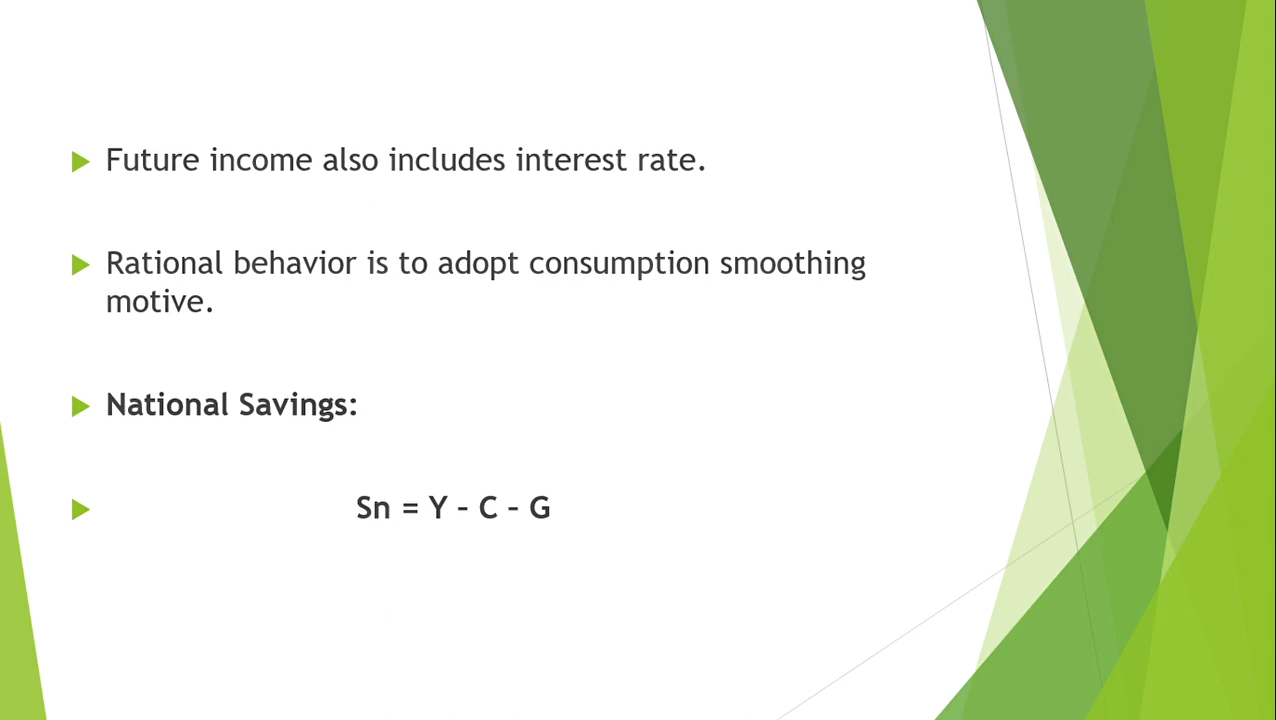 Future income also includes interest rate.
Rational behavior is to adopt consumption smoothing
motive.
National Savings:
Sn = Y – C – G